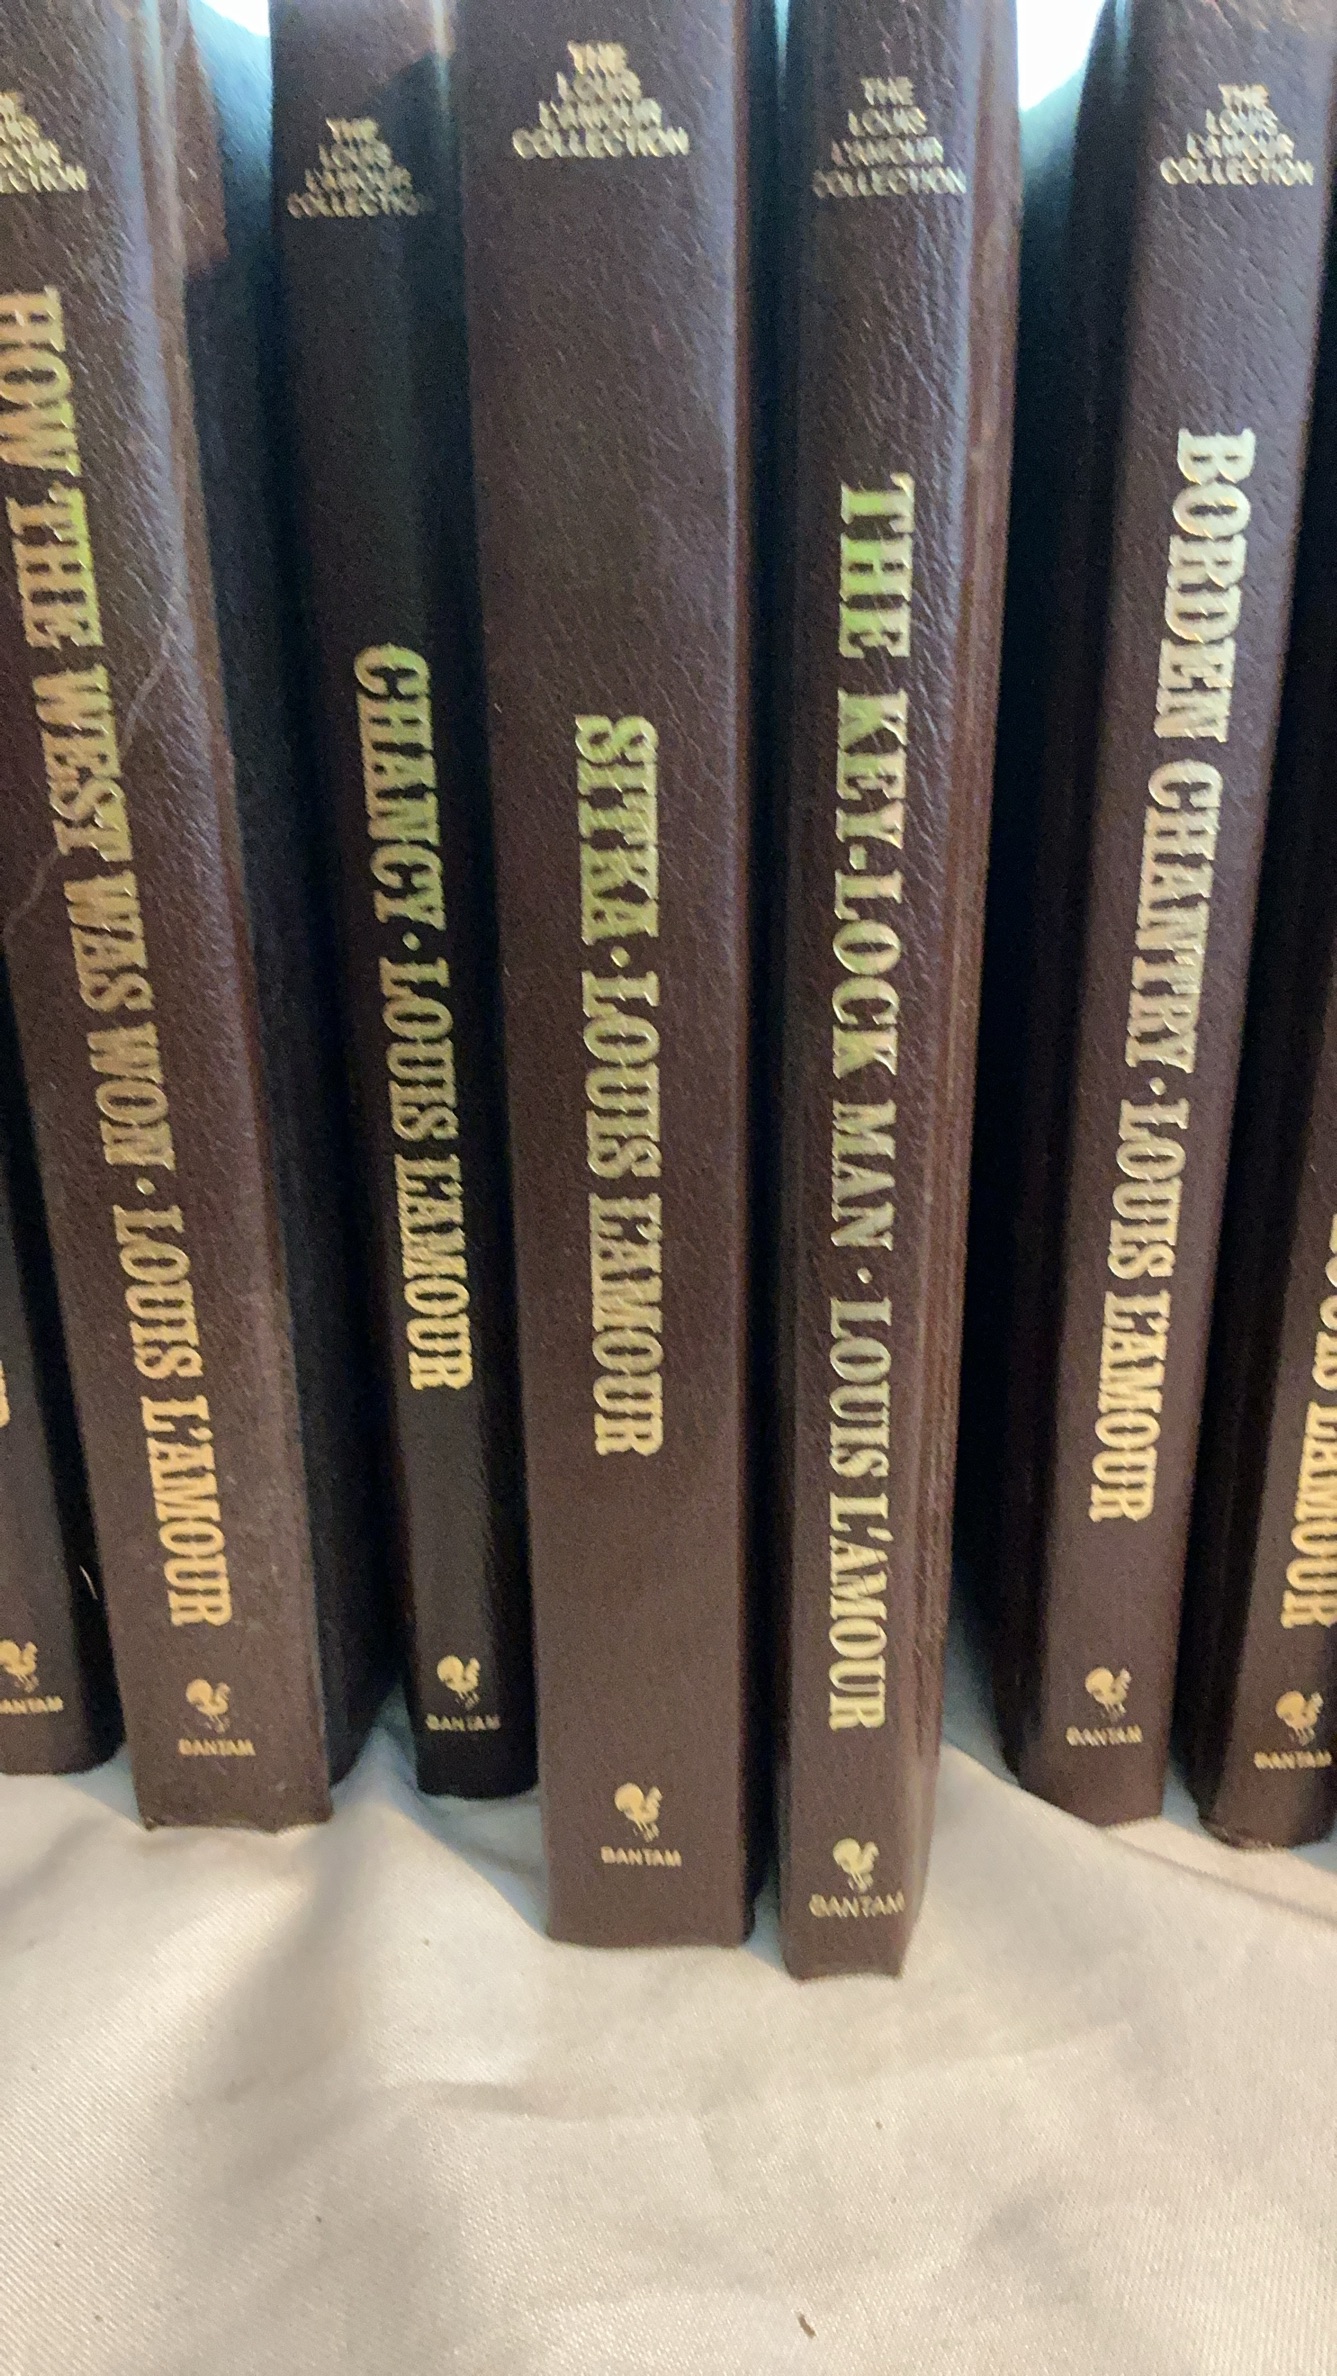 THE
LOUIS
L'AMOUR
COLLECTION
HOW THE WEST WAS WON · LOUIS L'AMOUR
BANTAM
THE
LOUIS
L'AMOUR
COLLECTION
CHANCY · LOUIS L'AMOUR
BANTAM
THE
LOUIS
L'AMOUR
COLLECTION
SITKA · LOUIS L'AMOUR
BANTAM
THE
LOUIS
L'AMOUR
COLLECTION
THE KEY-LOCK MAN · LOUIS L'AMOUR
BANTAM
THE
LOUIS
L'AMOUR
COLLECTION
BORDEN CHANTRY · LOUIS L'AMOUR
BANTAM
LOUIS L'AMOUR
BANTAM